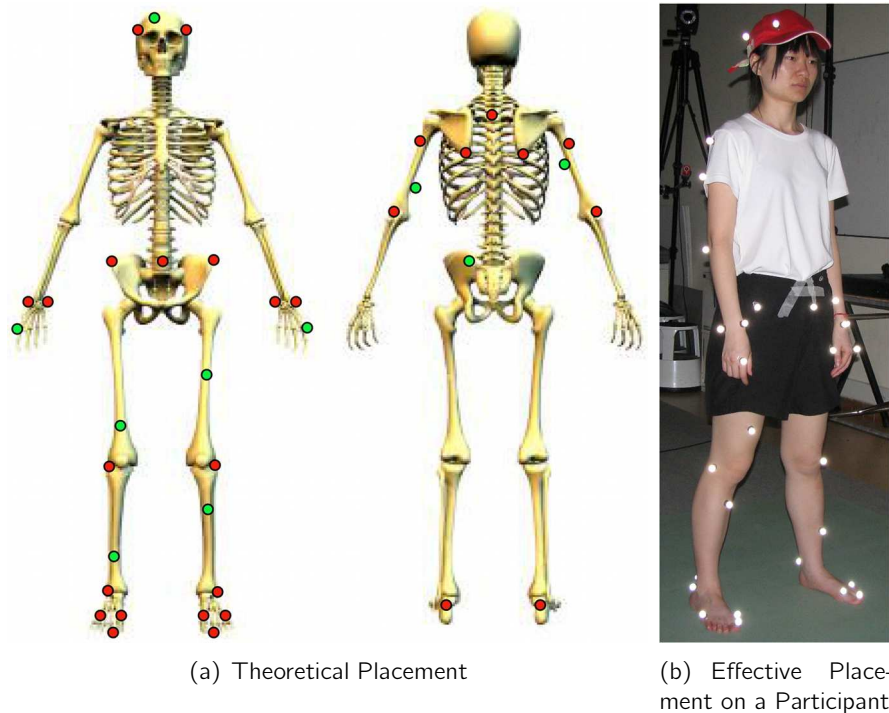 (a) Theoretical Placement
(b) Effective Place-
ment on a Participant